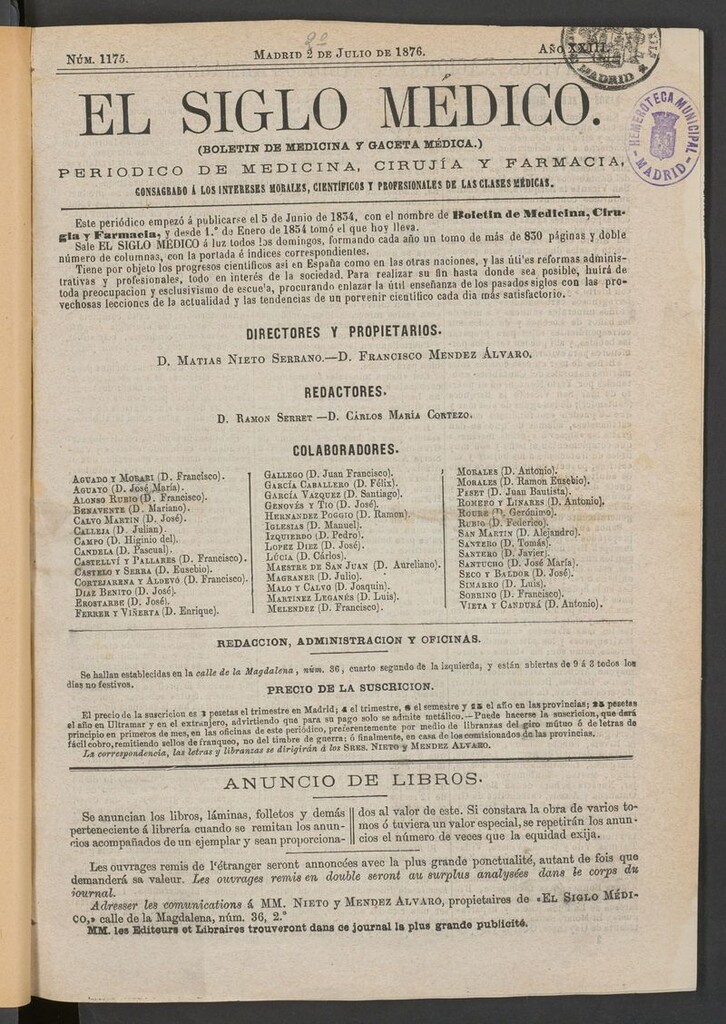 NÚM. 1175.
MADRID 2 DE JULIO DE 1876.
AÑO XXIII.
MADRID
HEMEROTECA MUNICIPAL
MADRID
EL SIGLO MÉDICO.
(BOLETIN DE MEDICINA Y GACETA MÉDICA.)
PERIODICO DE MEDICINA, CIRUJÍA Y FARMACIA,
CONSAGRADO Á LOS INTERESES MORALES, CIENTÍFICOS Y PROFESIONALES DE LAS CLASES MÉDICAS.
Este periódico empezó á publicarse el 5 de Junio de 1834, con el nombre de Boletin de Medicina, Ciru-
gía y Farmacia, y desde 1.º de Enero de 1854 tomó el que hoy lleva.
Sale EL SIGLO MÉDICO á luz todos los domingos, formando cada año un tomo de más de 830 páginas y doble
número de columnas, con la portada é índices correspondientes.
Tiene por objeto los progresos científicos así en España como en las otras naciones, y las útiles reformas adminis-
trativas y profesionales, todo en interés de la sociedad. Para realizar su fin hasta donde sea posible, huirá de
toda preocupacion y esclusivismo de escuela, procurando enlazar la útil enseñanza de los pasados siglos con las pro-
vechosas lecciones de la actualidad y las tendencias de un porvenir científico cada dia más satisfactorio.
DIRECTORES Y PROPIETARIOS.
D. MATIAS NIETO SERRANO.—D. FRANCISCO MENDEZ ÁLVARO.
REDACTORES.
D. RAMON SERRET —D. CÁRLOS MARÍA CORTEZO.
COLABORADORES.
AGUADO Y MORARI (D. Francisco).
AGUAYO (D. José María).
ALONSO RUBIO (D. Francisco).
BENAVENTE (D. Mariano).
CALVO MARTIN (D. José).
CALLEJA (D. Julian).
CAMPO (D. Higinio del).
CANDELA (D. Pascual).
CASTELLVÍ Y PALLARES (D. Francisco).
CASTELO Y SERRA (D. Eusebio).
CORTEJARENA Y ALDEVÓ (D. Francisco).
DIAZ BENITO (D. José).
EROSTARBE (D. José).
FERRER Y VIÑERTA (D. Enrique).
GALLEGO (D. Juan Francisco).
GARCÍA CABALLERO (D. Félix).
GARCÍA VAZQUEZ (D. Santiago).
GENOVÉS Y TIO (D. José).
HERNANDEZ POGGIO (D. Ramon).
IGLESIAS (D. Manuel).
IZQUIERDO (D. Pedro).
LOPEZ DIEZ (D. José).
LÚCIA (D. Cárlos).
MAESTRE DE SAN JUAN (D. Aureliano).
MAGRANER (D. Julio).
MALO Y CALVO (D. Joaquin).
MARTINEZ LEGANÉS (D. Luis).
MELENDEZ (D. Francisco).
MORALES (D. Antonio).
MORALES (D. Ramon Eusebio).
PESET (D. Juan Bautista).
ROMERO Y LINARES (D. Antonio).
ROURE (D. Gerónimo).
RUBIO (D. Federico).
SAN MARTIN (D. Alejandro).
SANTERO (D. Tomás).
SANTERO (D. Javier).
SANTUCHO (D. José María).
SECO Y BALDOR (D. José).
SIMARRO (D. Luis).
SOBRINO (D. Francisco).
VIETA Y CANDURÁ (D. Antonio).
REDACCION, ADMINISTRACION Y OFICINAS.
Se hallan establecidas en la calle de la Magdalena, núm. 36, cuarto segundo de la izquierda, y están abiertas de 9 á 3 todos los
dias no festivos.
PRECIO DE LA SUSCRICION.
El precio de la suscricion es pesetas el trimestre en Madrid; 4 el trimestre, 8 el semestre y el año en las provincias; 25 pesetas
el año en Ultramar y en el extranjero, advirtiendo que para su pago solo se admite metálico.—Puede hacerse la suscricion, que dará
principio en primeros de mes, en las oficinas de este periódico, preferentemente por medio de libranzas del giro mútuo ó de letras de
fácil cobro, remitiendo sellos de franqueo, no del timbre de guerra; ó finalmente, en casa de los comisionados de las provincias.
La correspondencia, las letras y libranzas se dirigirán á los SRES. NIETO y MENDEZ ALVARO.
ANUNCIO DE LIBROS.
Se anuncian los libros, láminas, folletos y demás
perteneciente á librería cuando se remitan los anun-
cios acompañados de un ejemplar y sean proporciona-
dos al valor de este. Si constara la obra de varios to-
mos ó tuviera un valor especial, se repetirán los anun-
cios el número de veces que la equidad exija.
Les ouvrages remis de l'étranger seront annoncées avec la plus grande ponctualité, autant de fois que
demanderá sa valeur. Les ouvrages remis en double seront au surplus analysées dans le corps du
journal.
Adresser les comunications á MM. NIETO y MENDEZ ALVARO, propietaires de «EL SIGLO MÉDI-
CO,» calle de la Magdalena, núm. 36, 2.º
MM. les Editeurs et Libraires trouveront dans ce journal la plus grande publicité.